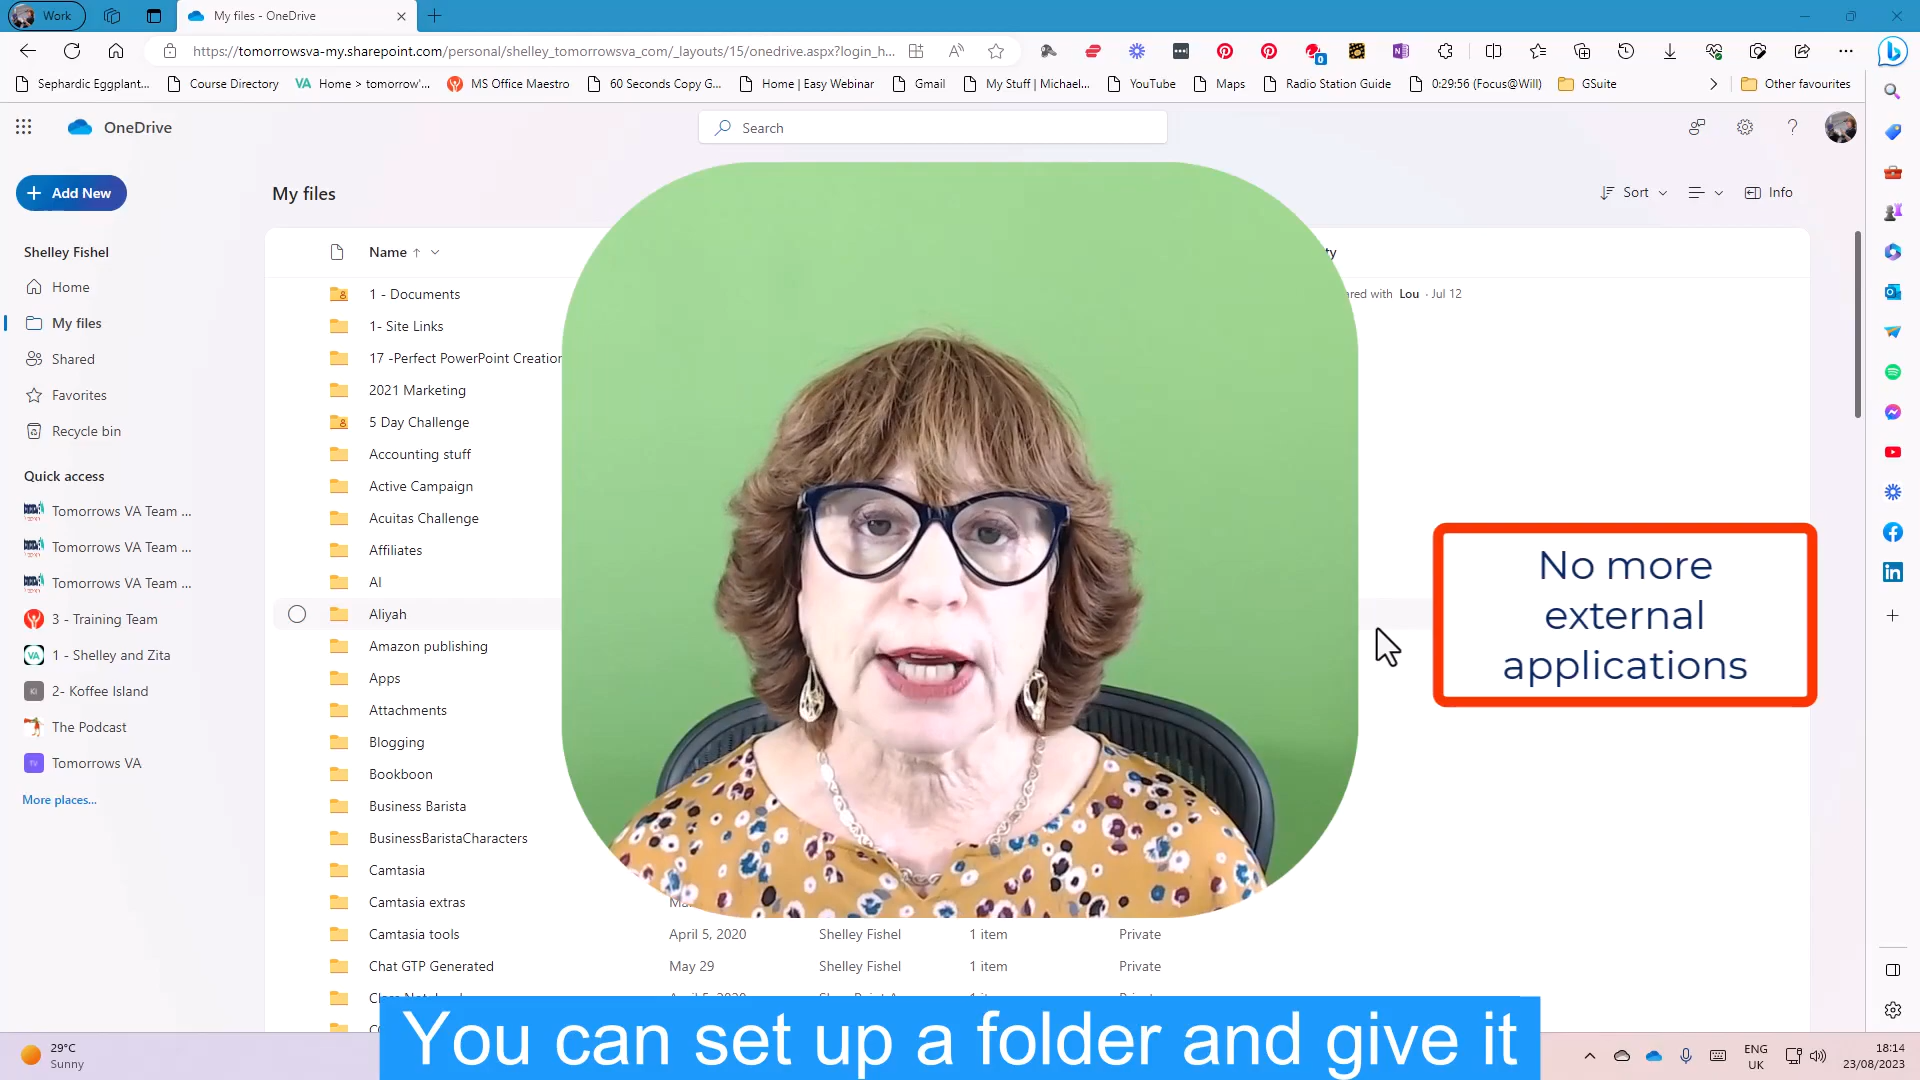 Work
My files - OneDrive
https://tomorrowsva-my.sharepoint.com/personal/shelley_tomorrowsva_com/_layouts/15/onedrive.aspx?login_h...
0
Sephardic Eggplant...
Course Directory
VA Home > tomorrow'...
MS Office Maestro
60 Seconds Copy G...
Home | Easy Webinar
Gmail
My Stuff | Michael...
YouTube
Maps
Radio Station Guide
0:29:56 (Focus@Will)
GSuite
Other favourites
OneDrive
Search
Add New
My files
Sort
Info
Shelley Fishel
Home
My files
Shared
Favorites
Recycle bin
Quick access
Tomorrows VA Team ...
Tomorrows VA Team ...
Tomorrows VA Team ...
3 - Training Team
VA 1 - Shelley and Zita
KI 2- Koffee Island
The Podcast
TV Tomorrows VA
More places...
Name
ty
1 - Documents
ared with Lou · Jul 12
1- Site Links
17 -Perfect PowerPoint Creation
2021 Marketing
5 Day Challenge
Accounting stuff
Active Campaign
Acuitas Challenge
Affiliates
AI
Aliyah
Amazon publishing
Apps
Attachments
Blogging
Bookboon
Business Barista
BusinessBaristaCharacters
Camtasia
Camtasia extras
Camtasia tools April 5, 2020 Shelley Fishel 1 item Private
Chat GTP Generated May 29 Shelley Fishel 1 item Private
No more
external
applications
You can set up a folder and give it
29°C
Sunny
ENG
UK
18:14
23/08/2023